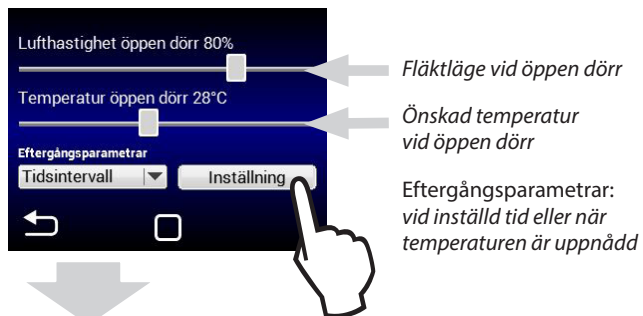 Lufthastighet öppen dörr 80%
Temperatur öppen dörr 28°C
Eftergångsparametrar
Tidsintervall
Inställning
Fläktläge vid öppen dörr
Önskad temperatur
vid öppen dörr
Eftergångsparametrar:
vid inställd tid eller när
temperaturen är uppnådd